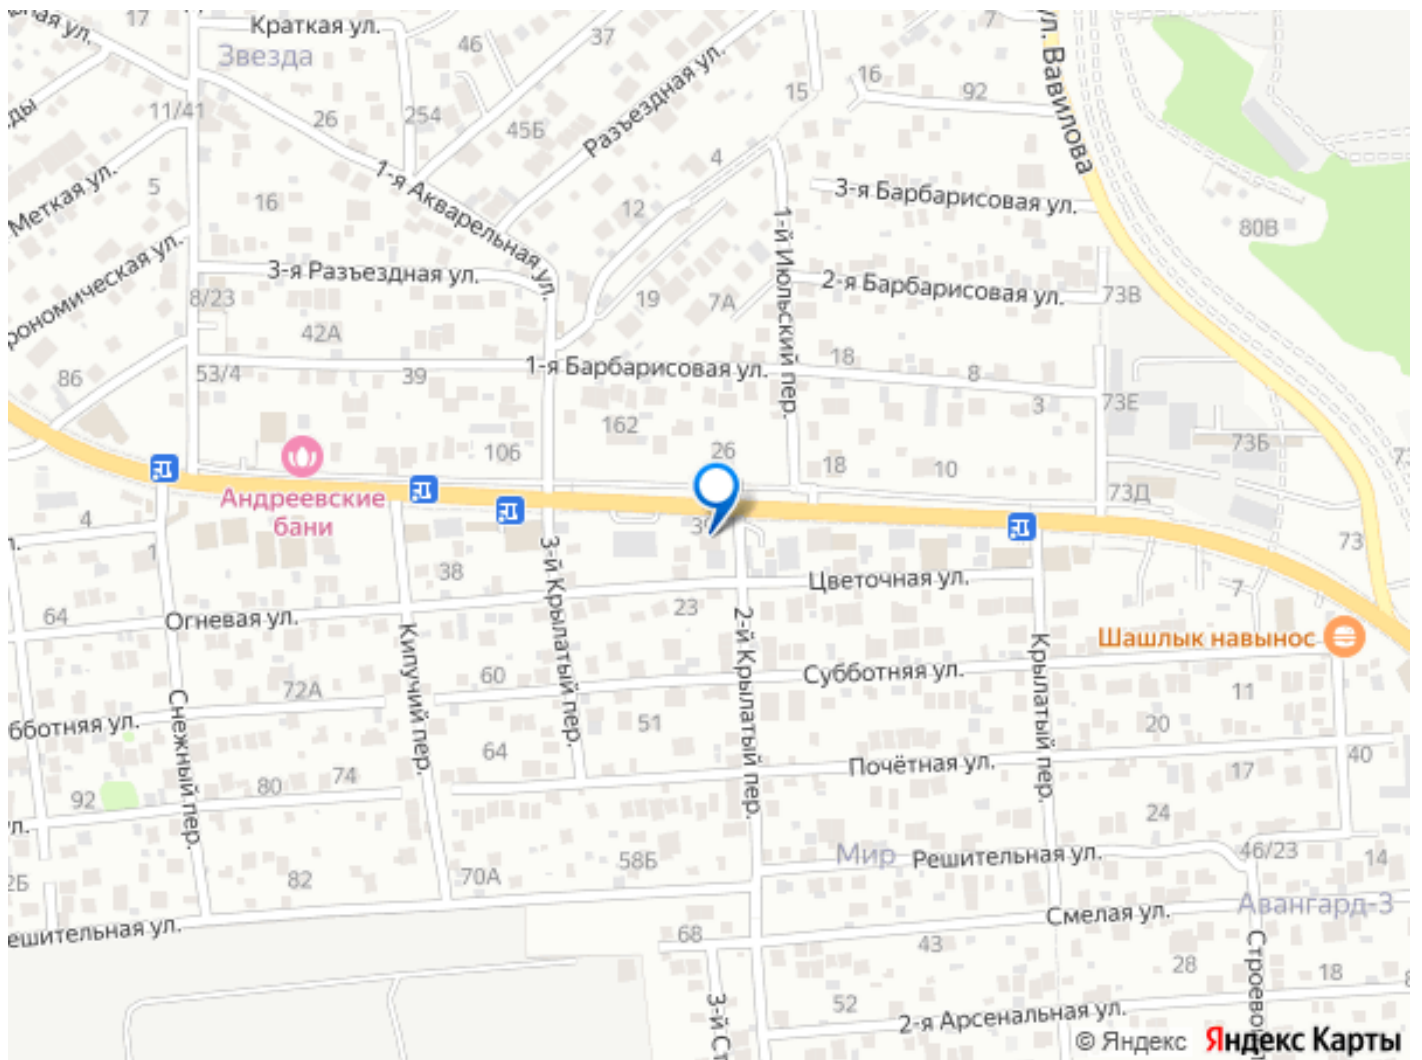 17
Краткая ул.
46
37
7
ул. Вавилова
Звезда
Разъездная ул.
16
92
15
11/41
26
254
45Б
4
1-я Акварельная ул.
Меткая ул.
5
16
12
3-я Барбарисовая ул.
80В
1-й Июльский пер.
3-я Разъездная ул.
8/23
19
7А
2-я Барбарисовая ул.
73В
42А
86
53/4
39
1-я Барбарисовая ул.
18
8
3
73Е
162
106
26
18
10
73Б
73Д
Андреевские
бани
4
1
73
3-й Крылатый пер.
38
Цветочная ул.
7
64
Огневая ул.
23
2-й Крылатый пер.
Кипучий пер.
Крылатый пер.
Шашлык навынос
72А
60
Субботная ул.
11
Снежный пер.
51
20
64
Почётная ул.
17
40
92
80
74
24
58Б
Мир
Решительная ул.
46/23
14
82
70А
Авангард-3
68
43
Смелая ул.
28
18
52
2-я Арсенальная ул.
© Яндекс Яндекс Карты